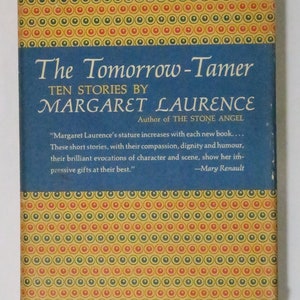 The Tomorrow-Tamer
TEN STORIES BY
MARGARET LAURENCE
Author of THE STONE ANGEL
"Margaret Laurence's stature increases with each new book....
These short stories, with their compassion, dignity and humour,
their brilliant evocations of character and scene, show her im-
pressive gifts at their best." —Mary Renault